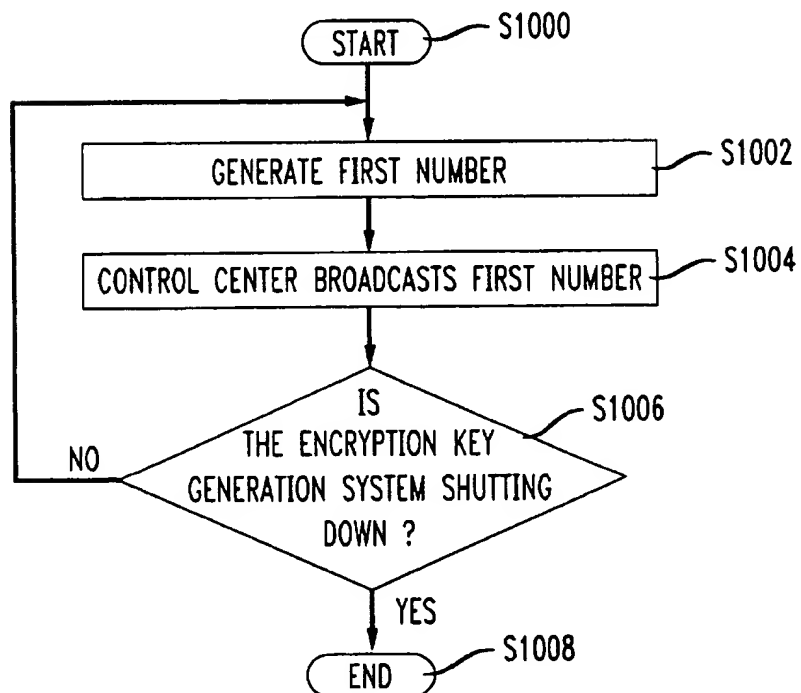 START
S1000
GENERATE FIRST NUMBER
S1002
CONTROL CENTER BROADCASTS FIRST NUMBER
S1004
IS
THE ENCRYPTION KEY
GENERATION SYSTEM SHUTTING
DOWN ?
S1006
NO
YES
END
S1008